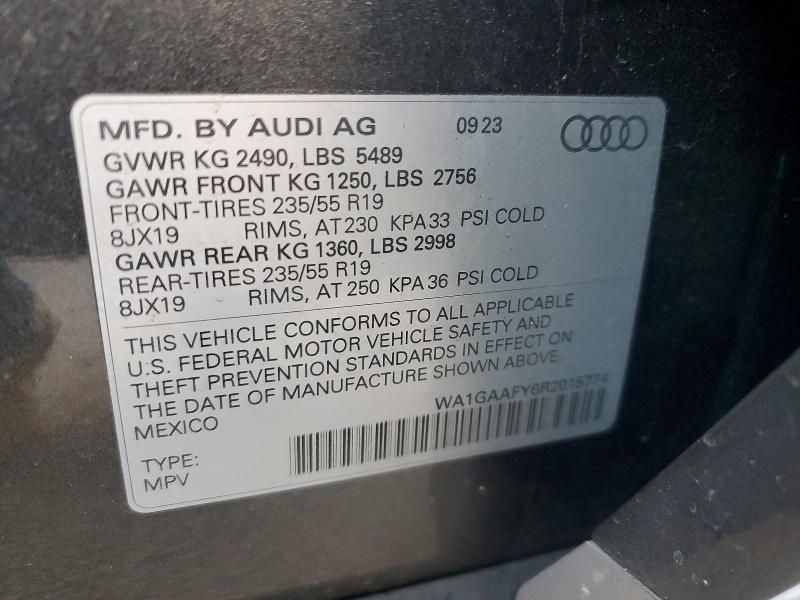 MFD. BY AUDI AG 09 23
GVWR KG 2490, LBS 5489
GAWR FRONT KG 1250, LBS 2756
FRONT-TIRES 235/55 R19
8JX19 RIMS, AT 230 KPA 33 PSI COLD
GAWR REAR KG 1360, LBS 2998
REAR-TIRES 235/55 R19
8JX19 RIMS, AT 250 KPA 36 PSI COLD
THIS VEHICLE CONFORMS TO ALL APPLICABLE
U.S. FEDERAL MOTOR VEHICLE SAFETY AND
THEFT PREVENTION STANDARDS IN EFFECT ON
THE DATE OF MANUFACTURE SHOWN ABOVE.
MEXICO WA1GAAFY6R2015774
TYPE:
MPV